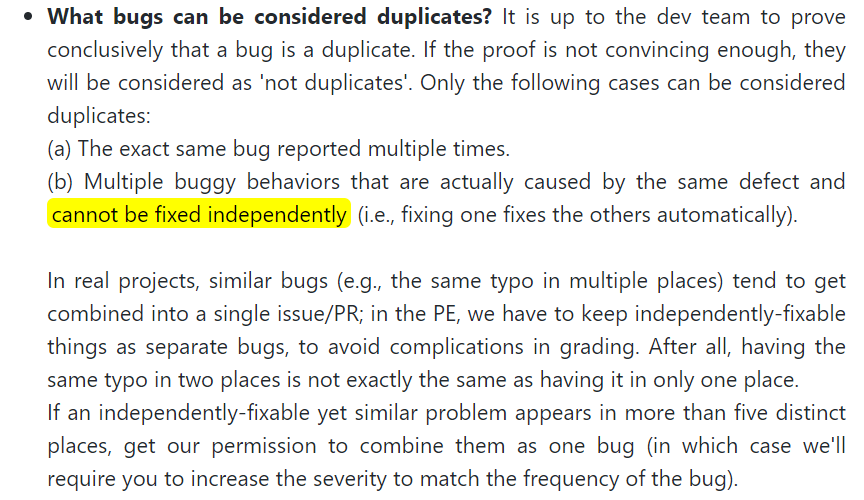 • What bugs can be considered duplicates? It is up to the dev team to prove
conclusively that a bug is a duplicate. If the proof is not convincing enough, they
will be considered as 'not duplicates'. Only the following cases can be considered
duplicates:
(a) The exact same bug reported multiple times.
(b) Multiple buggy behaviors that are actually caused by the same defect and
cannot be fixed independently (i.e., fixing one fixes the others automatically).
In real projects, similar bugs (e.g., the same typo in multiple places) tend to get
combined into a single issue/PR; in the PE, we have to keep independently-fixable
things as separate bugs, to avoid complications in grading. After all, having the
same typo in two places is not exactly the same as having it in only one place.
If an independently-fixable yet similar problem appears in more than five distinct
places, get our permission to combine them as one bug (in which case we'll
require you to increase the severity to match the frequency of the bug).